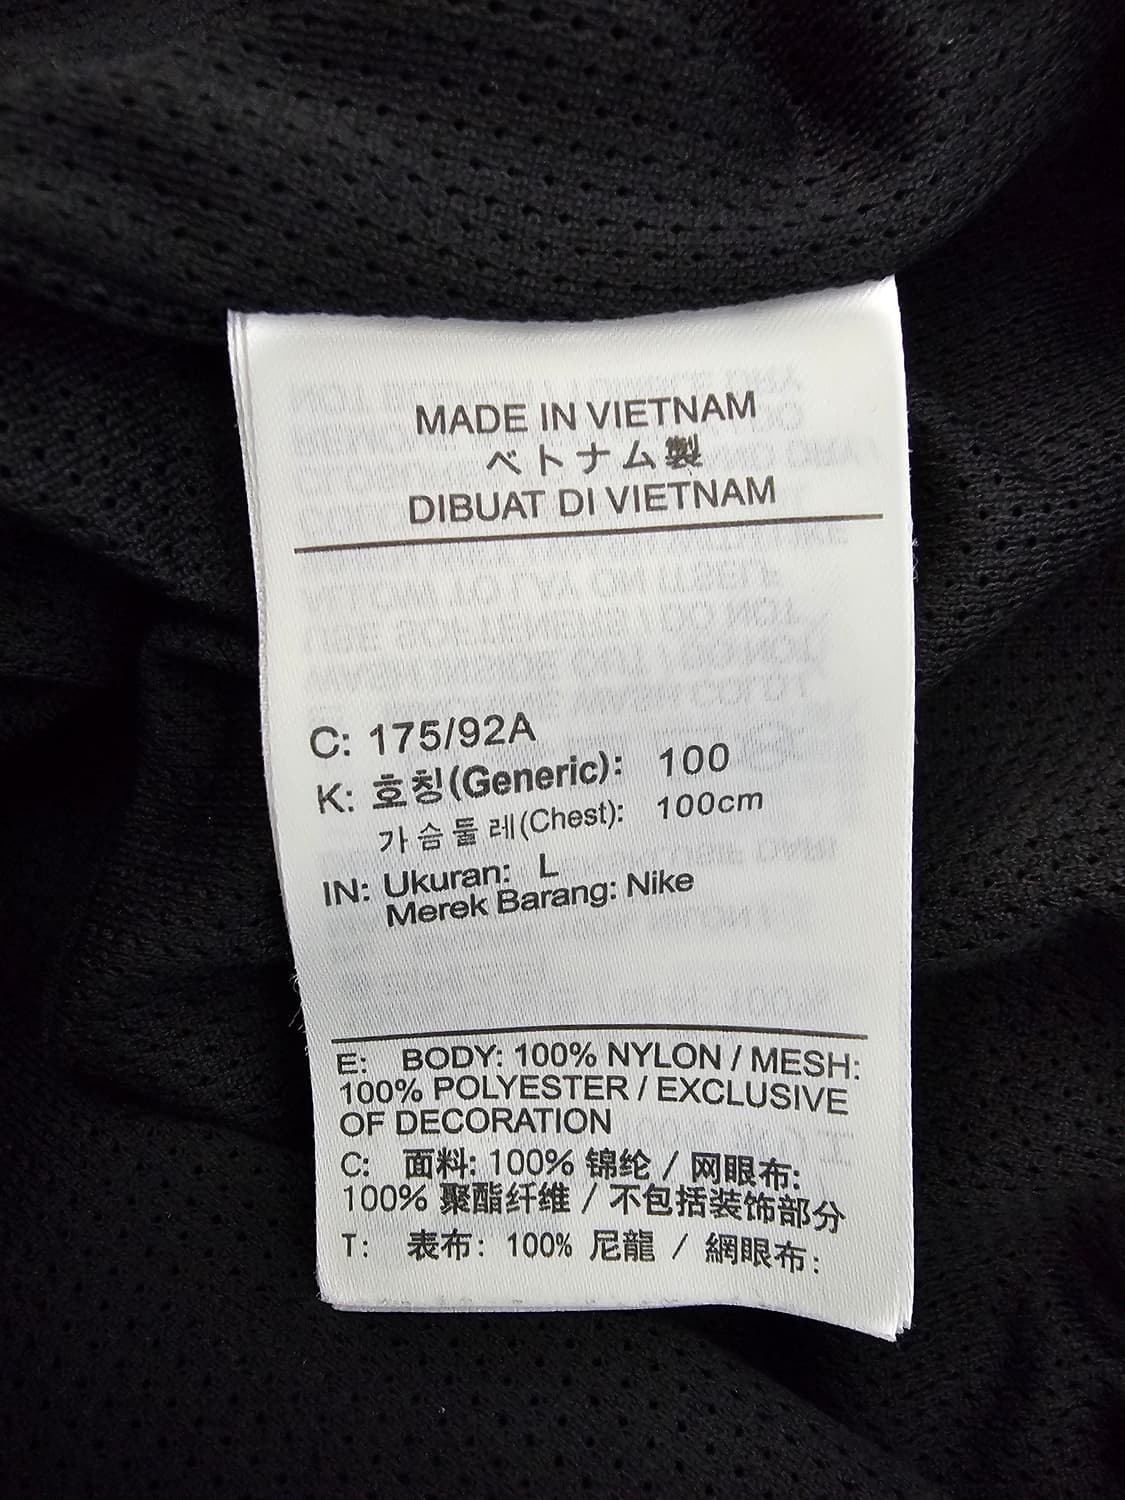 MADE IN VIETNAM
ベトナム製
DIBUAT DI VIETNAM
C: 175/92A
K: 호칭(Generic): 100
가슴둘레(Chest): 100cm
IN: Ukuran: L
Merek Barang: Nike
E: BODY: 100% NYLON / MESH:
100% POLYESTER / EXCLUSIVE
OF DECORATION
C: 面料: 100% 锦纶 / 网眼布:
100% 聚酯纤维 / 不包括装饰部分
T: 表布: 100% 尼龍 / 網眼布: